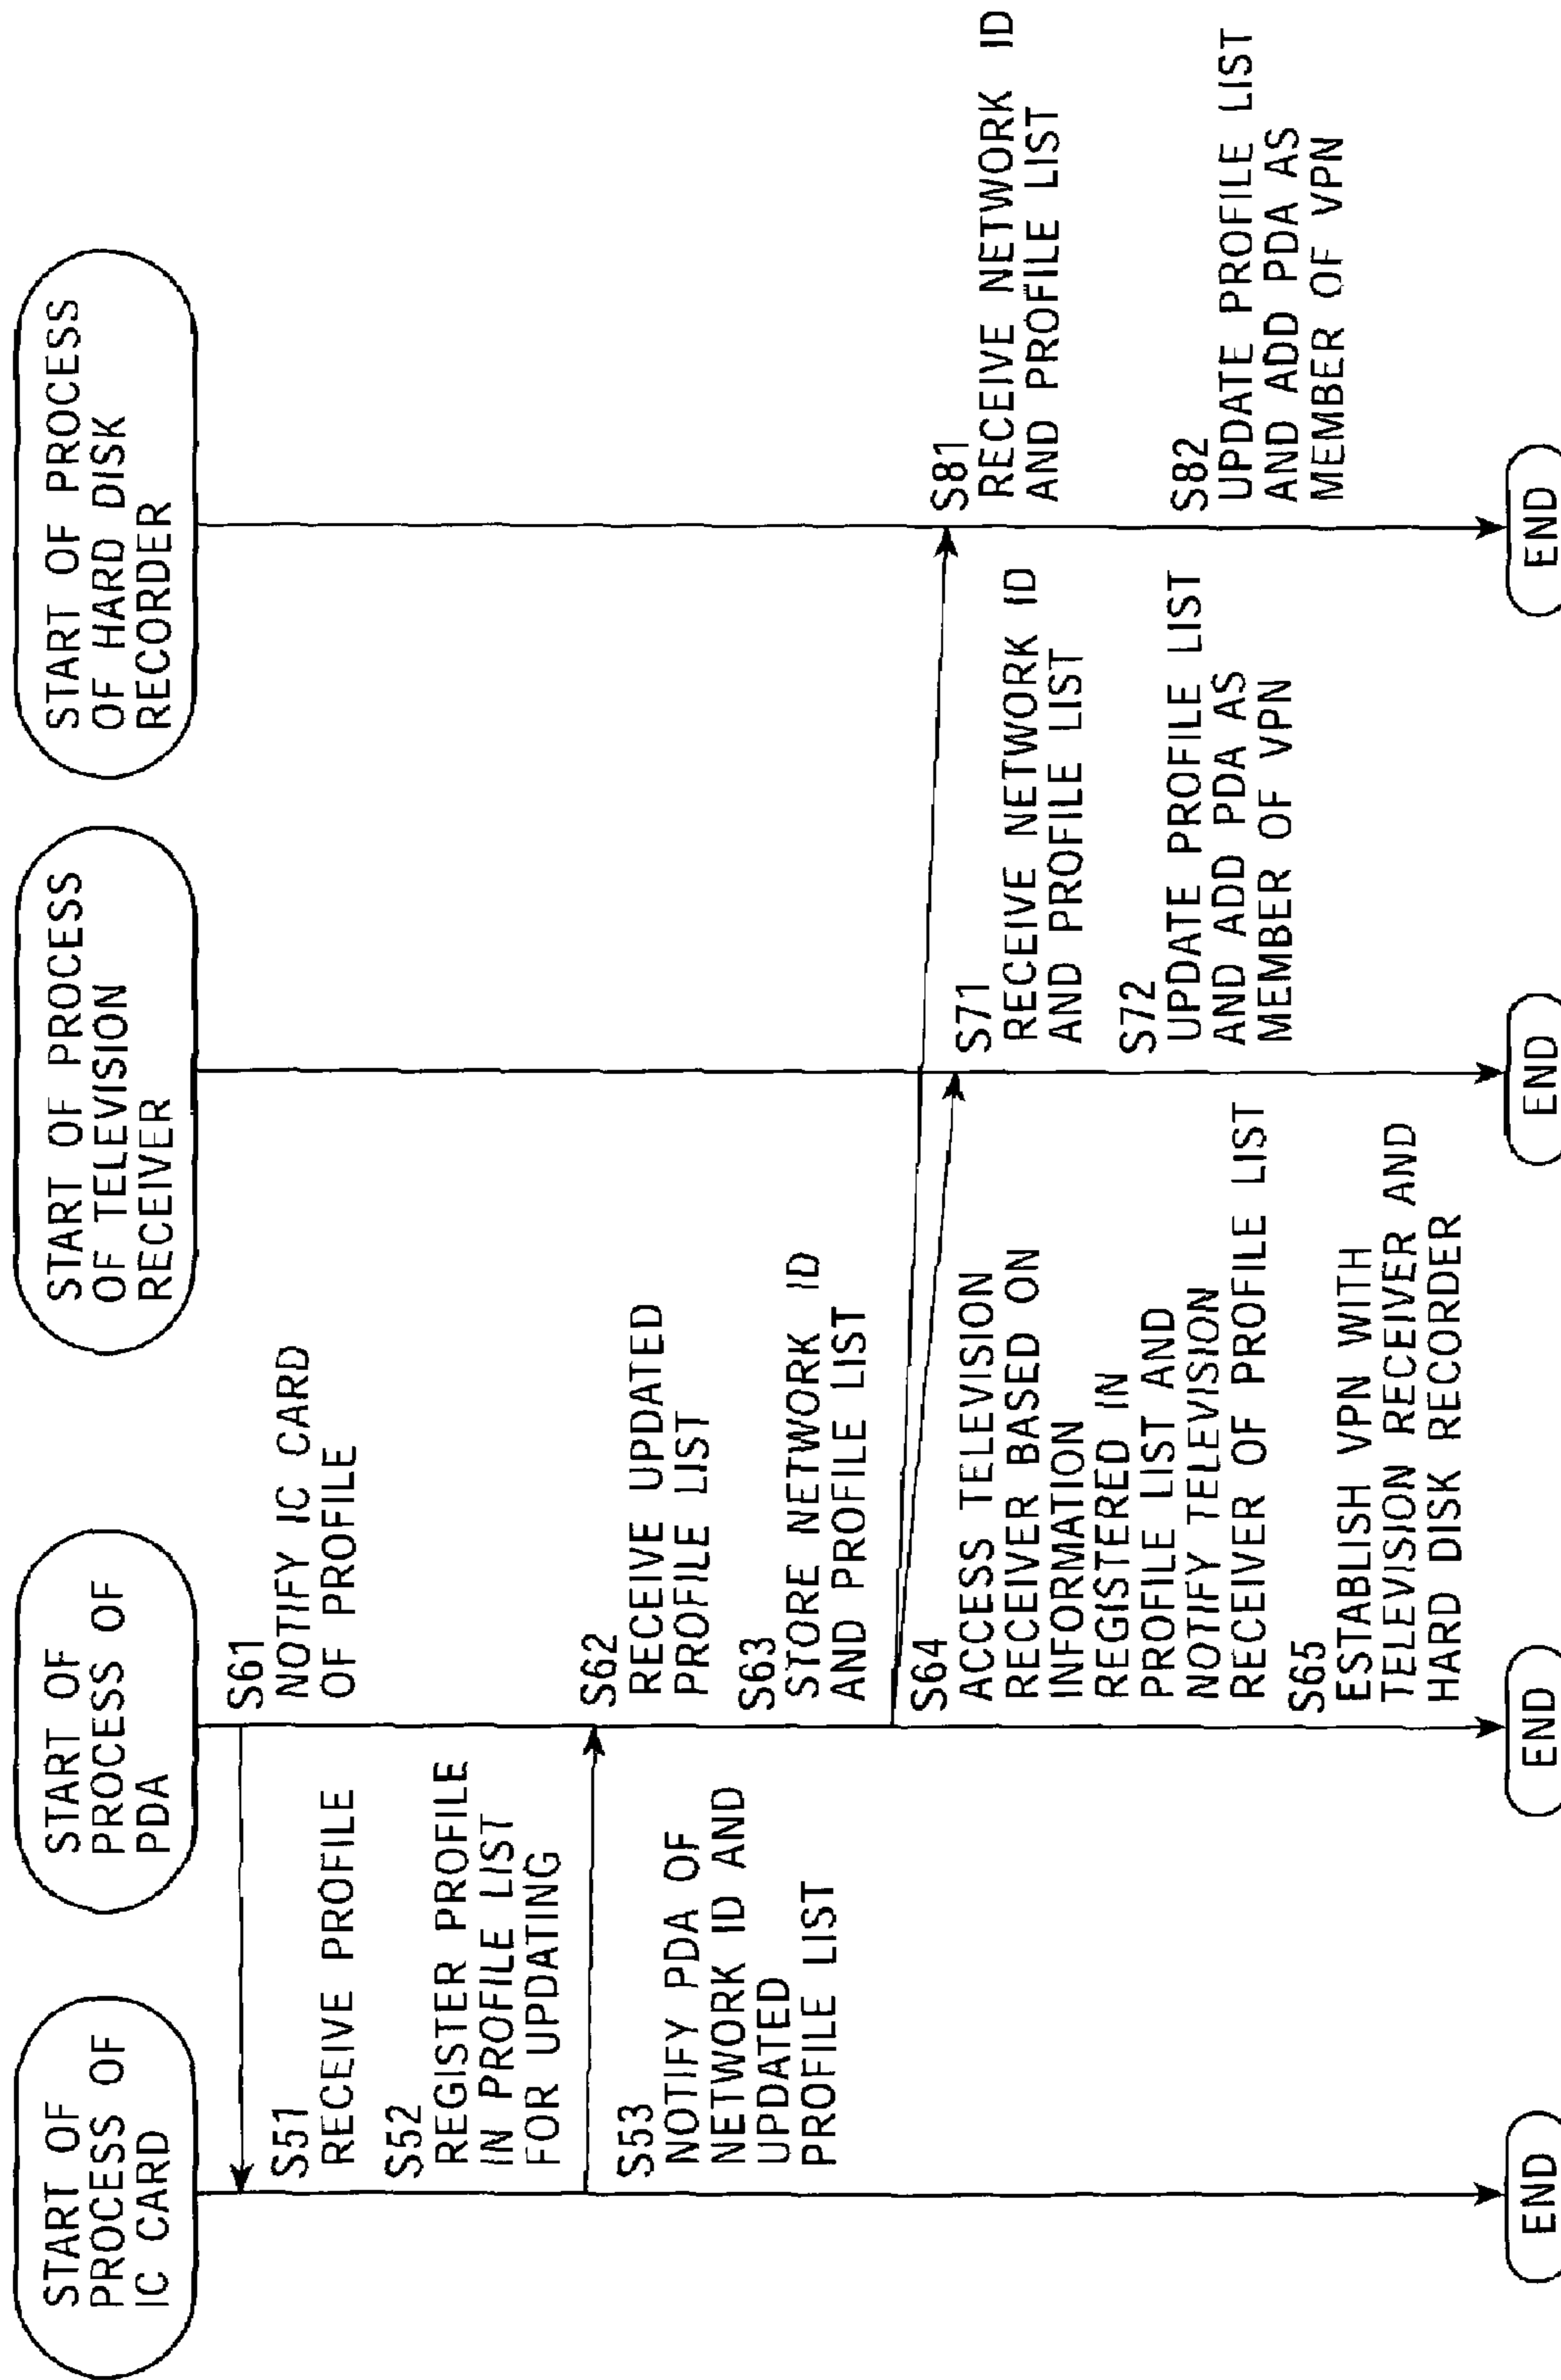 START OF
PROCESS OF
IC CARD
S51
RECEIVE PROFILE
S52
REGISTER PROFILE
IN PROFILE LIST
FOR UPDATING
S53
NOTIFY PDA OF
NETWORK ID AND
UPDATED
PROFILE LIST
END
START OF
PROCESS OF
PDA
S61
NOTIFY IC CARD
OF PROFILE
S62
RECEIVE UPDATED
PROFILE LIST
S63
STORE NETWORK ID
AND PROFILE LIST
S64
ACCESS TELEVISION
RECEIVER BASED ON
INFORMATION
REGISTERED IN
PROFILE LIST AND
NOTIFY TELEVISION
RECEIVER OF PROFILE LIST
S65
ESTABLISH VPN WITH
TELEVISION RECEIVER AND
HARD DISK RECORDER
END
START OF PROCESS
OF TELEVISION
RECEIVER
S71
RECEIVE NETWORK ID
AND PROFILE LIST
S72
UPDATE PROFILE LIST
AND ADD PDA AS
MEMBER OF VPN
END
START OF PROCESS
OF HARD DISK
RECORDER
S81
RECEIVE NETWORK ID
AND PROFILE LIST
S82
UPDATE PROFILE LIST
AND ADD PDA AS
MEMBER OF VPN
END